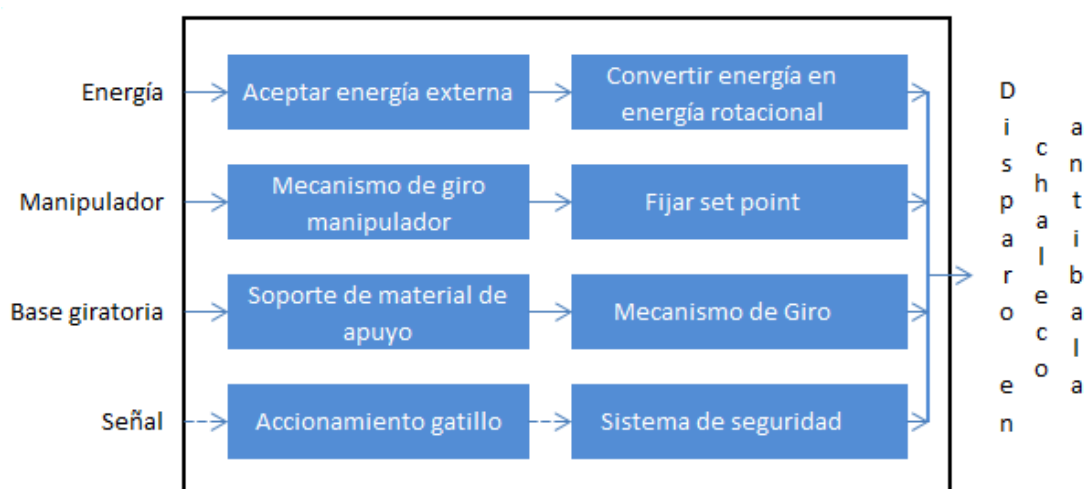 Energía
Aceptar energía externa
Convertir energía en
energía rotacional
Manipulador
Mecanismo de giro
manipulador
Fijar set point
Base giratoria
Soporte de material de
apuyo
Mecanismo de Giro
Señal
Accionamiento gatillo
Sistema de seguridad
Disparo en
chaleco
antibala